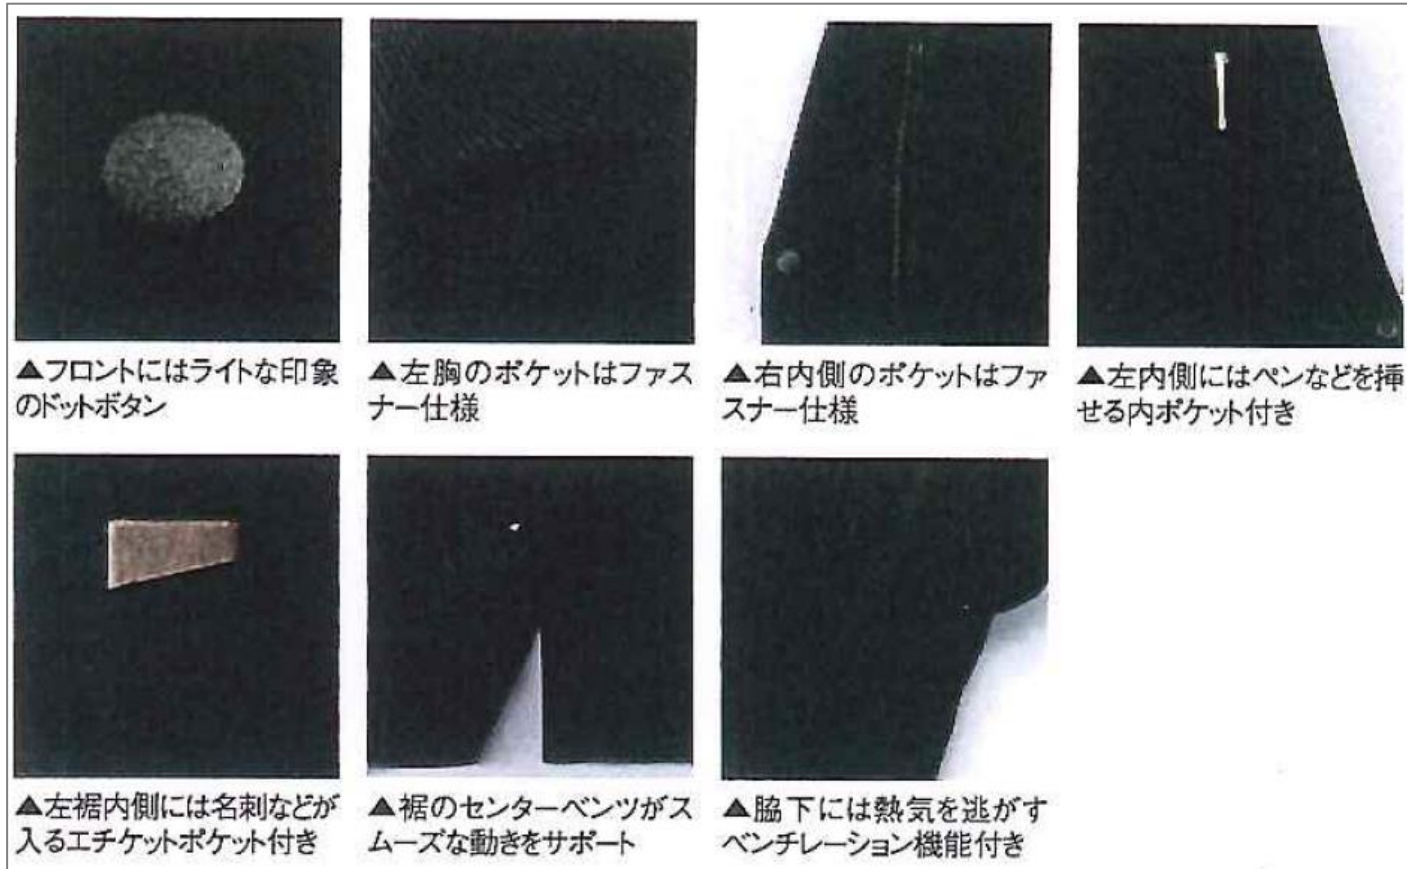 ▲フロントにはライトな印象
のドットボタン
▲左胸のポケットはファス
ナー仕様
▲右内側のポケットはファ
スナー仕様
▲左内側にはペンなどを挿
せる内ポケット付き
▲左裾内側には名刺などが
入るエチケットポケット付き
▲裾のセンターベンツがス
ムーズな動きをサポート
▲脇下には熱気を逃がす
ベンチレーション機能付き